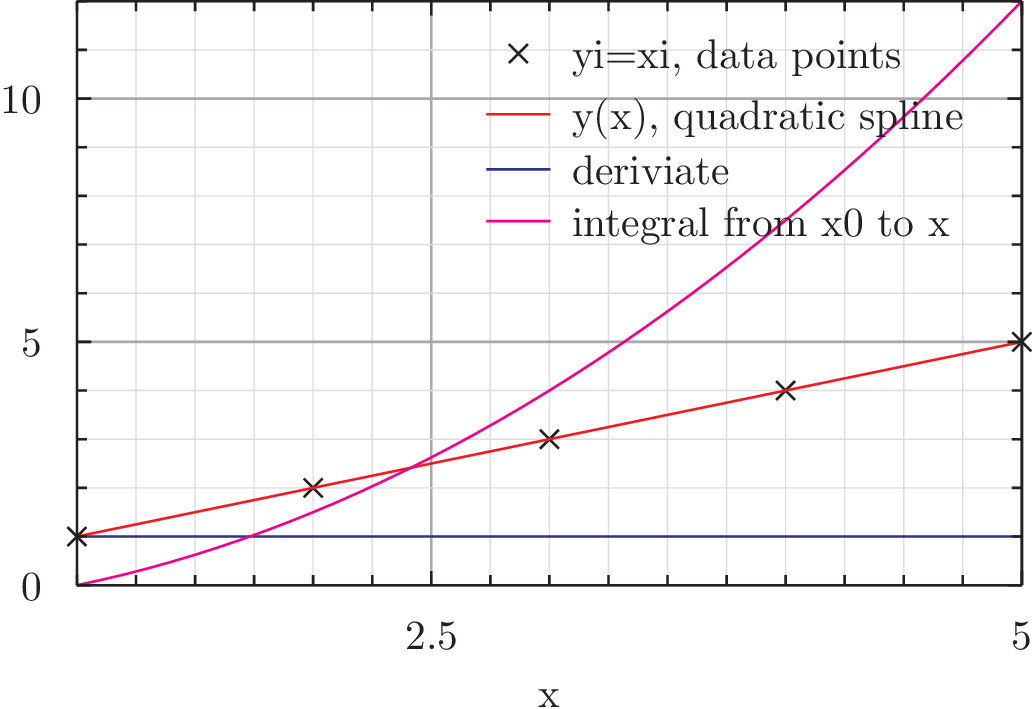 yi=xi, data points
10
y(x), quadratic spline
deriviate
integral from x0 to x
5
0
2.5
5
x